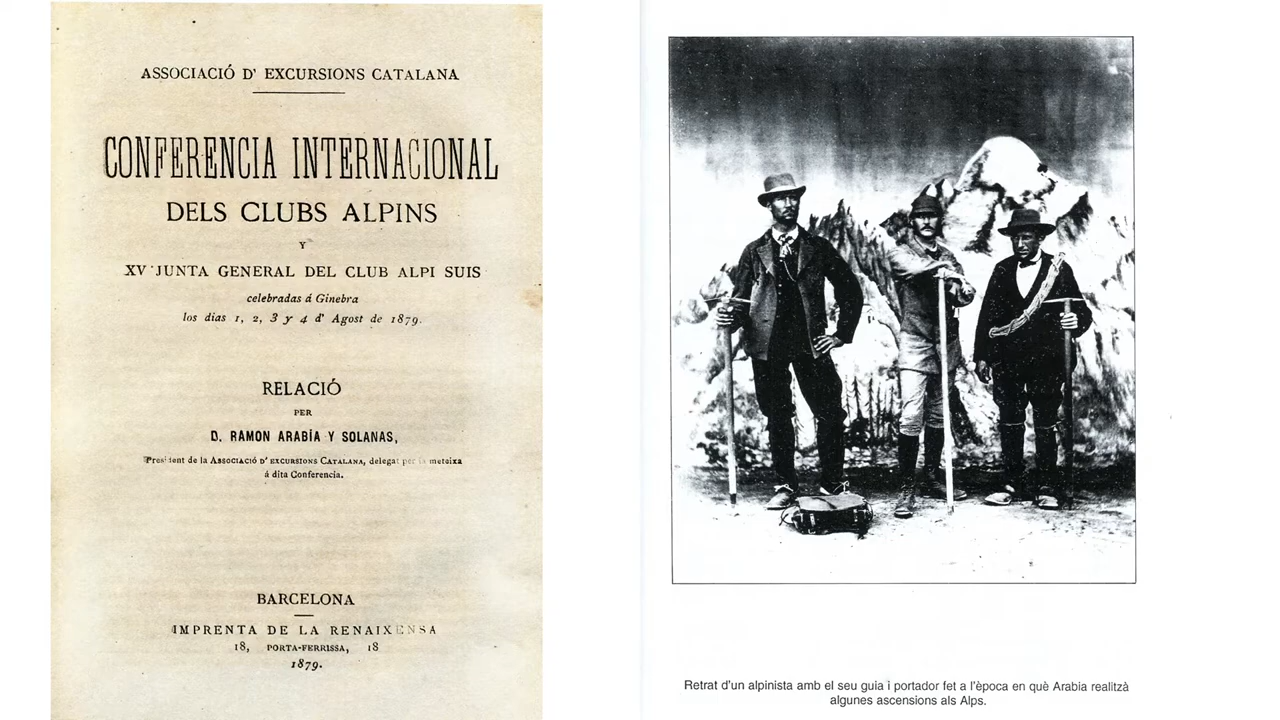 ASSOCIACIÓ D' EXCURSIONS CATALANA
CONFERENCIA INTERNACIONAL
DELS CLUBS ALPINS
Y
XV JUNTA GENERAL DEL CLUB ALPI SUIS
celebradas á Ginebra
los dias 1, 2, 3 y 4 d' Agost de 1879.
RELACIÓ
PER
D. RAMON ARABÍA Y SOLANAS,
President de la ASSOCIACIÓ D' EXCURSIONS CATALANA, delegat per la meteixa
á dita Conferencia.
BARCELONA
IMPRENTA DE LA RENAIXENSA
18, PORTA-FERRISSA, 18
1879.
Retrat d'un alpinista amb el seu guia i portador fet a l'època en què Arabia realitzà
algunes ascensions als Alps.